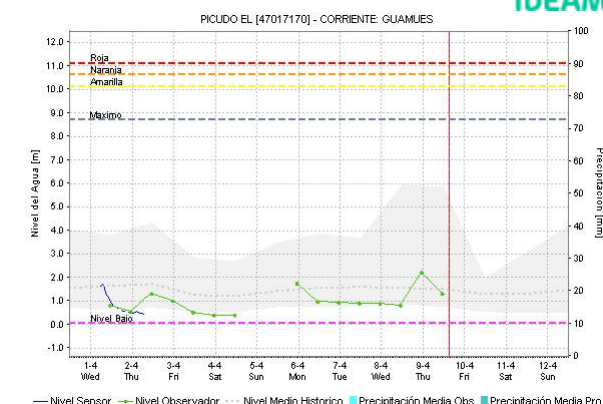 IDEAM
PICUDO EL [47017170] - CORRIENTE: GUAMUES
12.0
11.0
10.0
9.0
8.0
7.0
6.0
5.0
4.0
3.0
2.0
1.0
0.0
-1.0
Nivel del Agua [m]
Roja
Naranja
Amarilla
Maximo
Nivel Bajo
100
90
80
70
60
50
40
30
20
10
0
Precipitacion [mm]
1-4 2-4 3-4 4-4 5-4 6-4 7-4 8-4 9-4 10-4 11-4 12-4
Wed Thu Fri Sat Sun Mon Tue Wed Thu Fri Sat Sun
Nivel Sensor Nivel Observador Nivel Medio Historico Precipitación Media Obs. Precipitación Media Pro